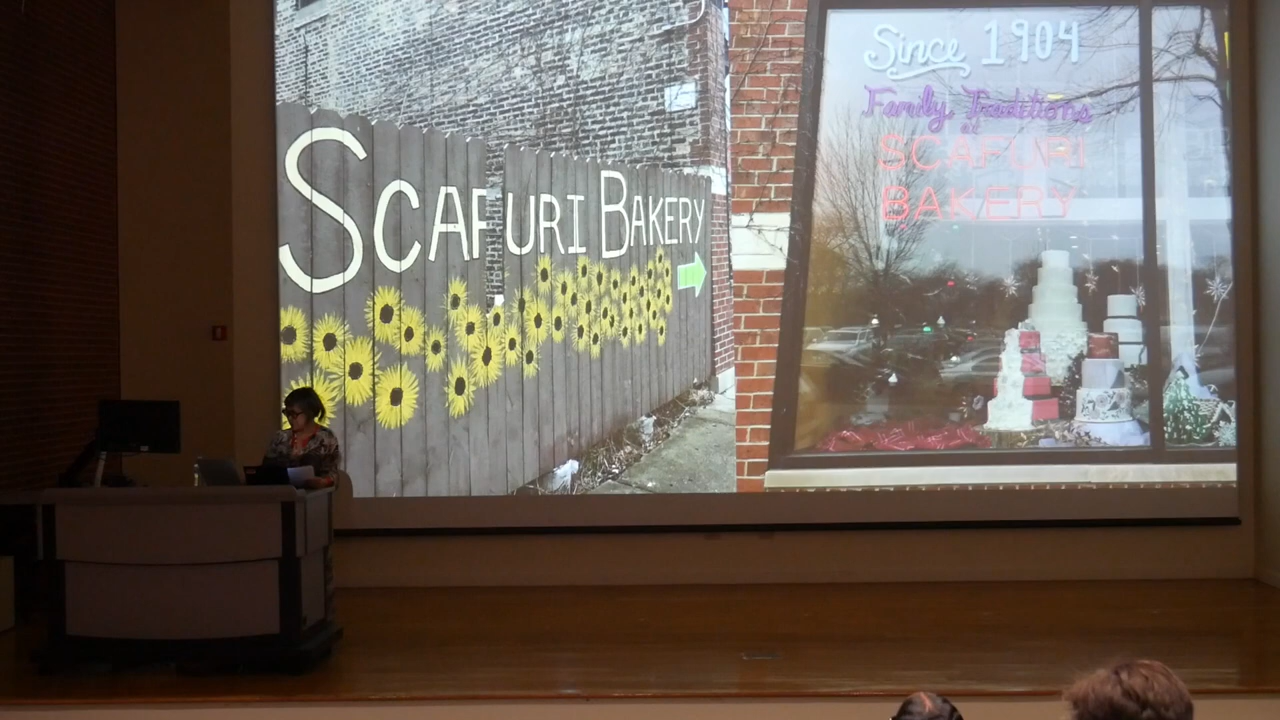 SCAFURI BAKERY
Since 1904
Family Traditions
at
SCAFURI
BAKERY